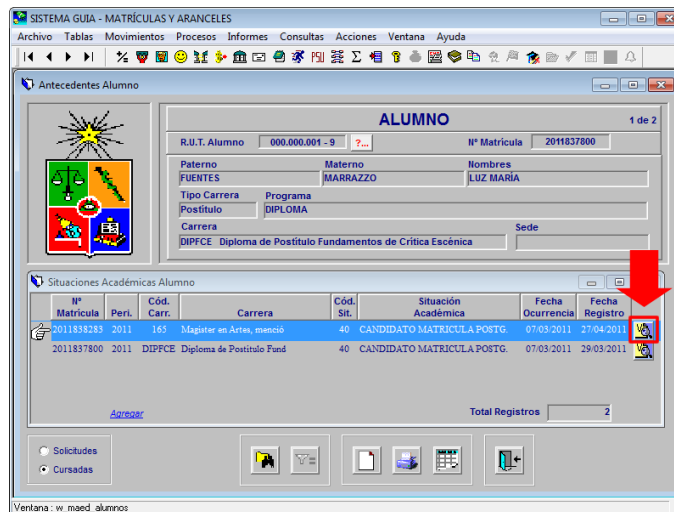 SISTEMA GUIA - MATRÍCULAS Y ARANCELES
Archivo Tablas Movimientos Procesos Informes Consultas Acciones Ventana Ayuda
Antecedentes Alumno
ALUMNO 1 de 2
R.U.T. Alumno 000.000.001 - 9 ?... Nº Matrícula 2011837800
Paterno Materno Nombres
FUENTES MARRAZZO LUZ MARÍA
Tipo Carrera Programa
Postítulo DIPLOMA
Carrera Sede
DIPFCE Diploma de Postítulo Fundamentos de Crítica Escénica
Situaciones Académicas Alumno
Nº Matrícula Peri. Cód. Carr. Carrera Cód. Sit. Situación Académica Fecha Ocurrencia Fecha Registro
2011838283 2011 165 Magister en Artes, menció 40 CANDIDATO MATRICULA POSTG. 07/03/2011 27/04/2011
2011837800 2011 DIPFCE Diploma de Postitulo Fund 40 CANDIDATO MATRICULA POSTG. 07/03/2011 29/03/2011
Agregar Total Registros 2
Solicitudes
Cursadas
Ventana : w_maed_alumnos